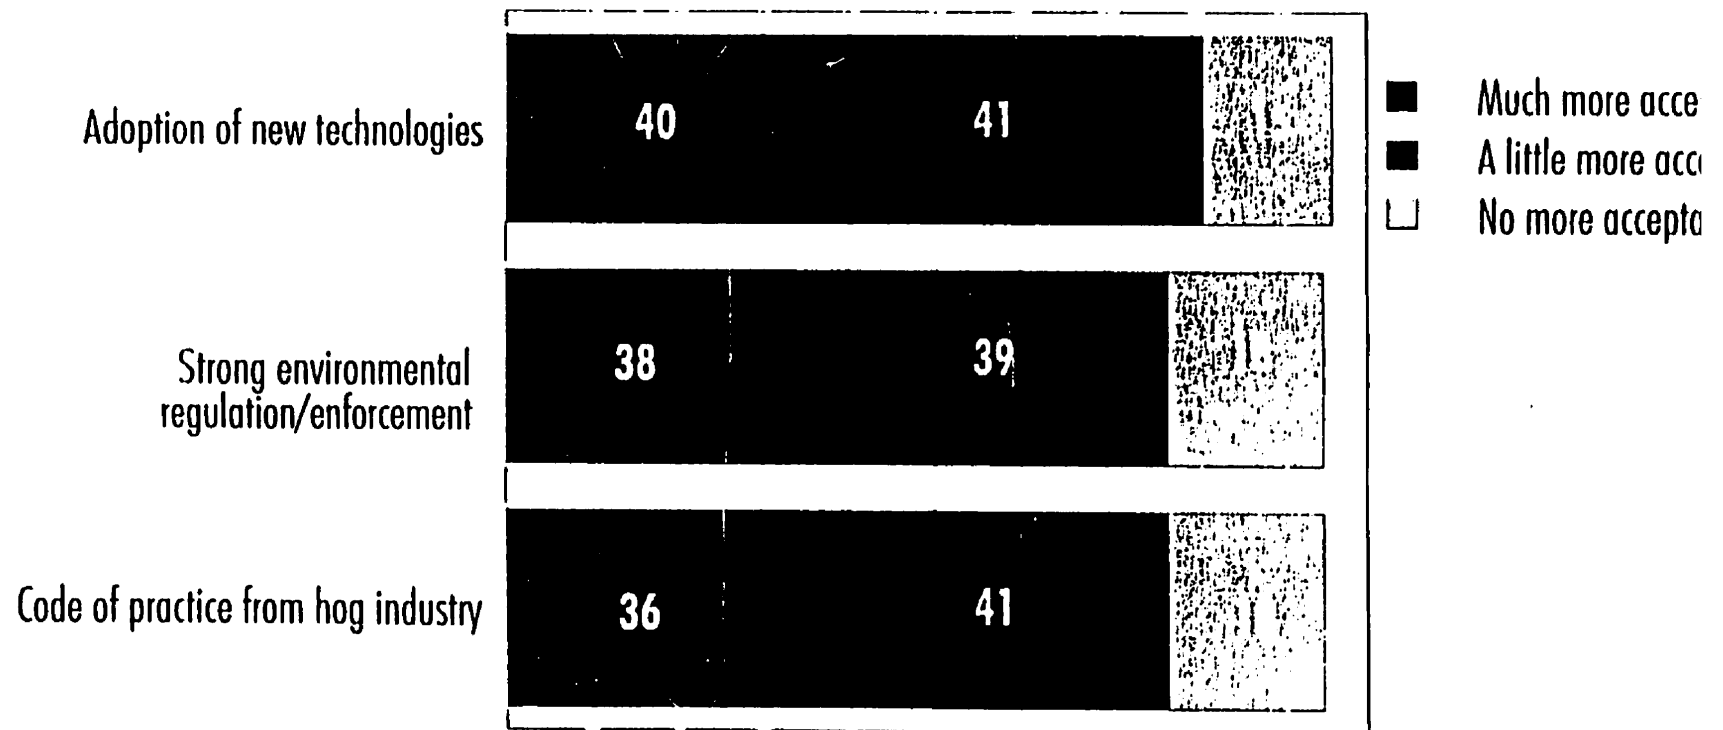 Adoption of new technologies
40
41
Much more acce
A little more acc
No more accepta
Strong environmental
regulation/enforcement
38
39
Code of practice from hog industry
36
41